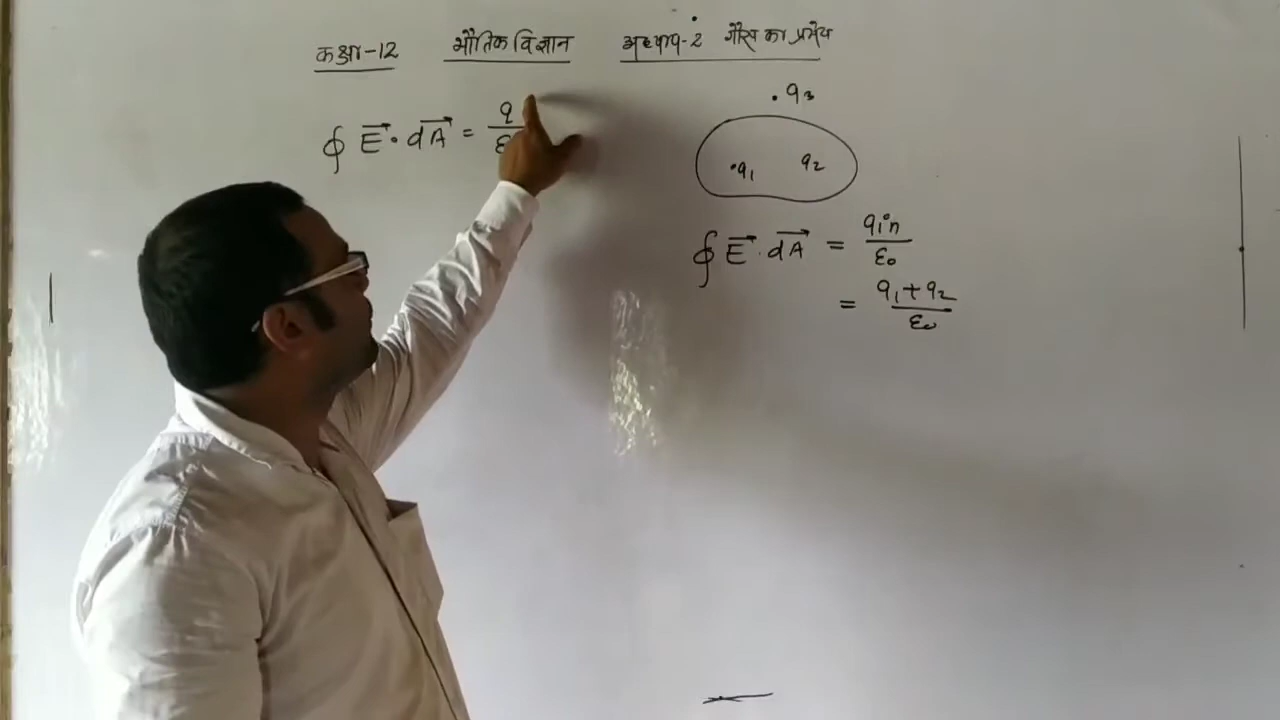 कक्षा-12 भौतिक विज्ञान अध्याय-2 गौस का प्रमेय
∮ E⃗ · dA⃗ = q/ε
.q₃
.q₁ q₂
∮ E⃗ · dA⃗ = qin/ε₀
= q₁+q₂/ε₀